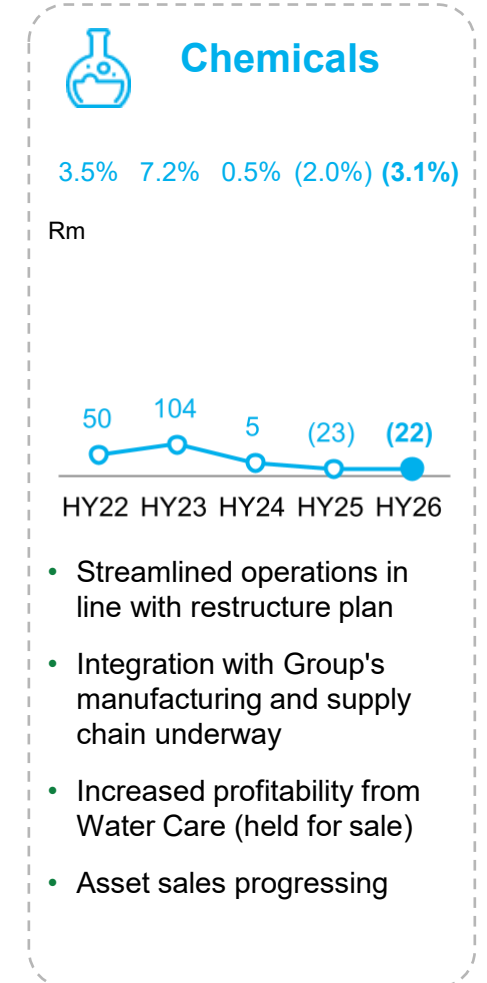 Chemicals
3.5% 7.2% 0.5% (2.0%) (3.1%)
Rm
50 104 5 (23) (22)
HY22 HY23 HY24 HY25 HY26
• Streamlined operations in
line with restructure plan
• Integration with Group's
manufacturing and supply
chain underway
• Increased profitability from
Water Care (held for sale)
• Asset sales progressing